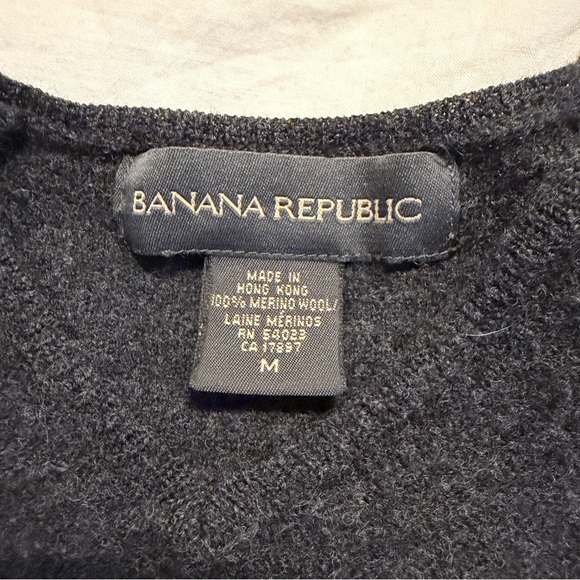 BANANA REPUBLIC
MADE IN
HONG KONG
100% MERINO WOOL/
LAINE MÉRINOS
RN 54023
CA 17897
M